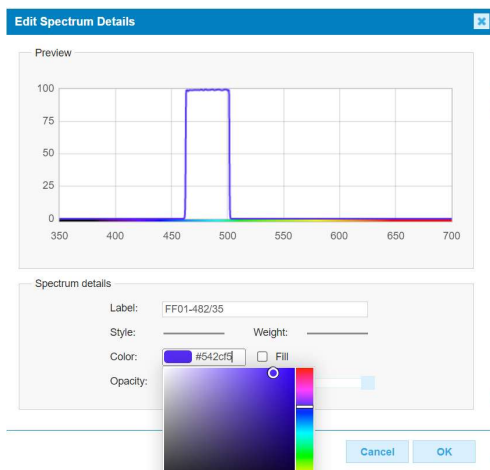 Edit Spectrum Details
Preview
100
75
50
25
0
350 400 450 500 550 600 650 700
Spectrum details
Label: FF01-482/35
Style: Weight:
Color: #542cf5 Fill
Opacity:
Cancel OK